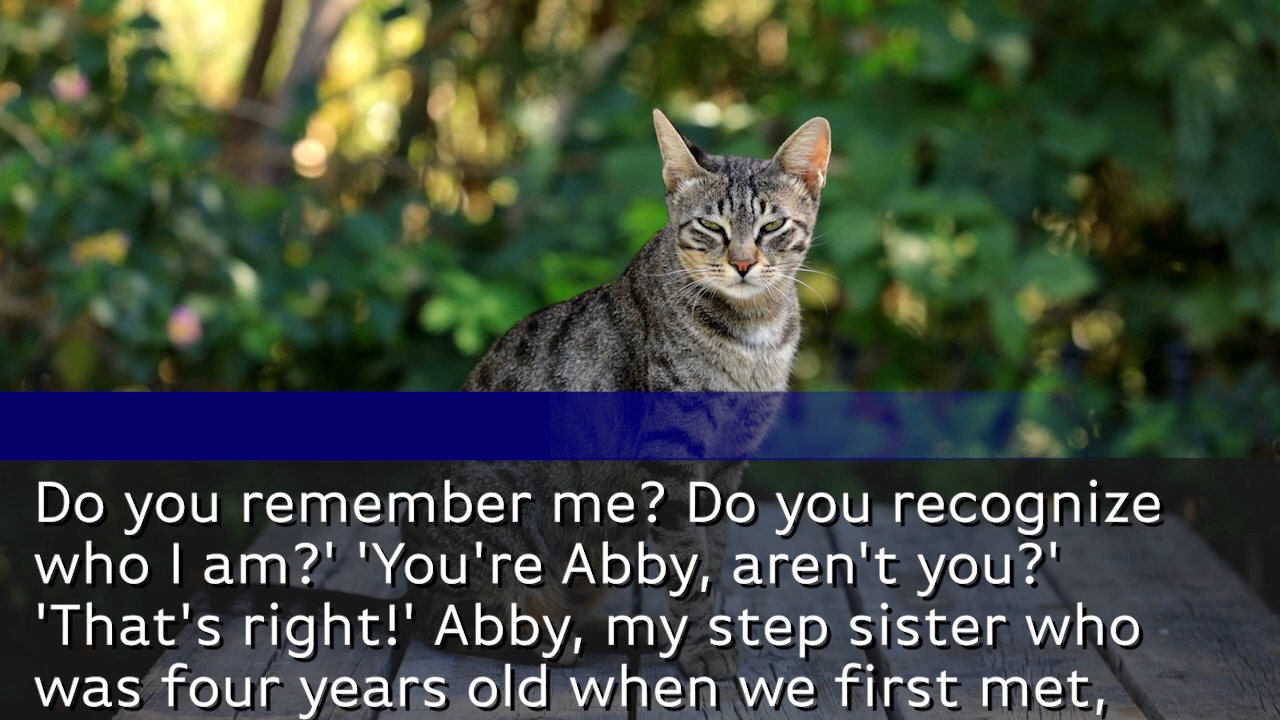 Do you remember me? Do you recognize
who I am?' 'You're Abby, aren't you?'
'That's right!' Abby, my step sister who
was four years old when we first met,